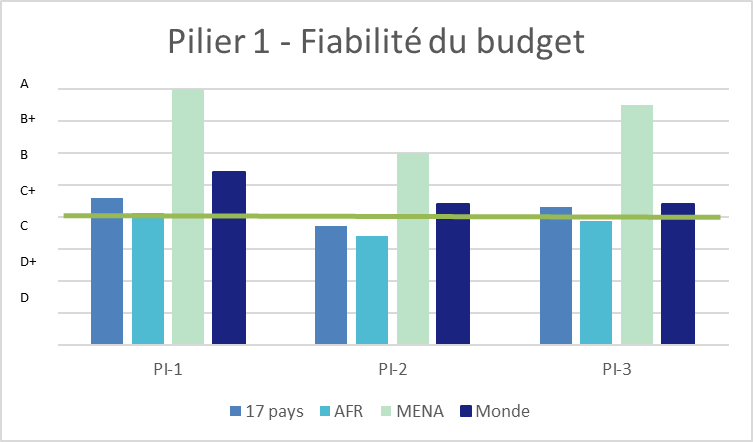 Pilier 1 - Fiabilité du budget
A
B+
B
C+
C
D+
D
PI-1 PI-2 PI-3
17 pays AFR MENA Monde